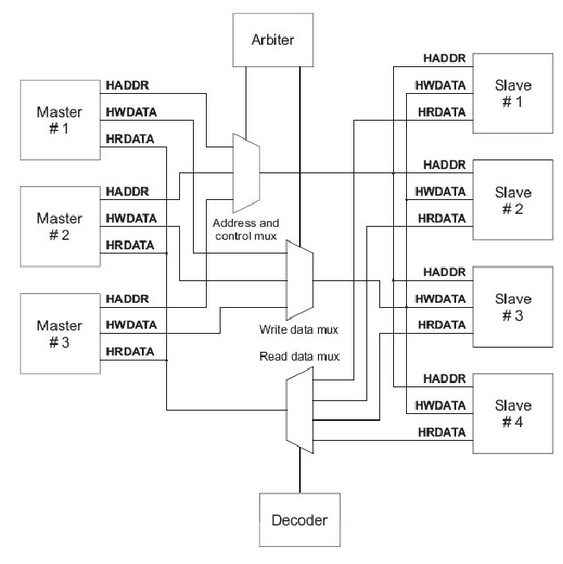 Arbiter
Master
# 1
HADDR
HWDATA
HRDATA
Master
# 2
HADDR
HWDATA
HRDATA
Master
# 3
HADDR
HWDATA
HRDATA
Address and
control mux
Write data mux
Read data mux
HADDR
HWDATA
HRDATA
Slave
# 1
HADDR
HWDATA
HRDATA
Slave
#2
HADDR
HWDATA
HRDATA
Slave
# 3
HADDR
HWDATA
HRDATA
Slave
# 4
Decoder